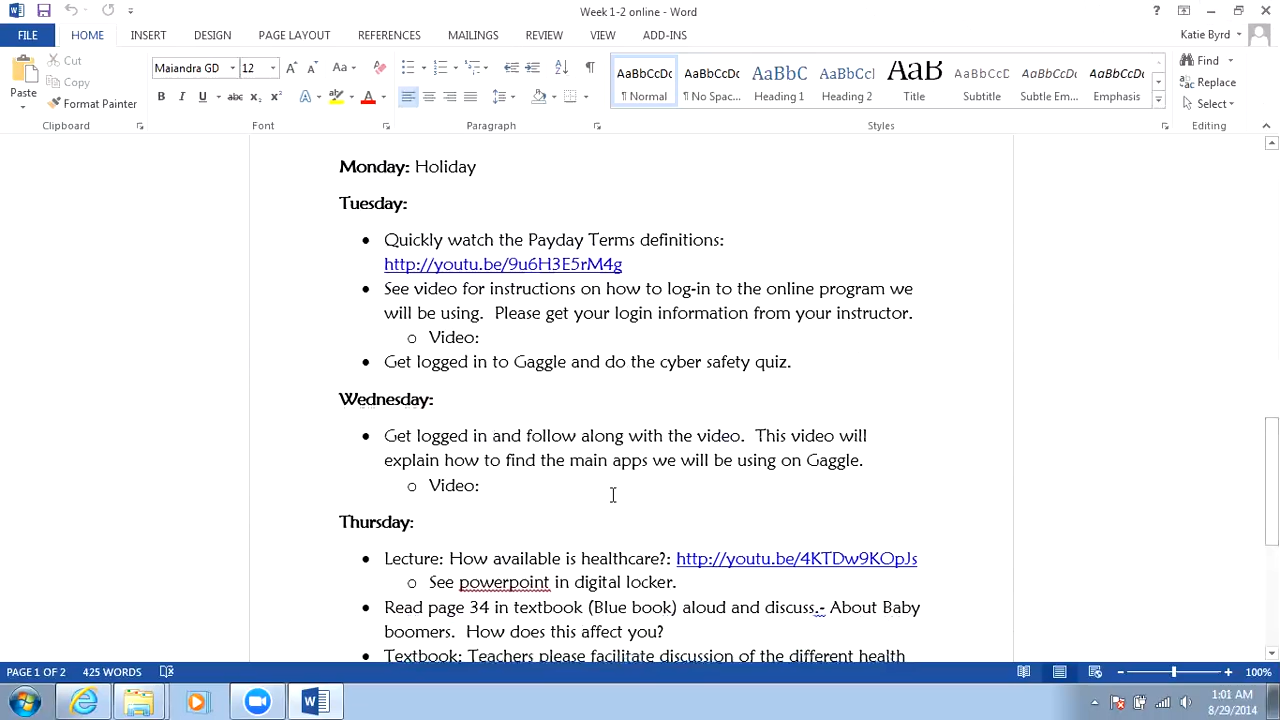 Week 1-2 online - Word
?
FILE HOME INSERT DESIGN PAGE LAYOUT REFERENCES MAILINGS REVIEW VIEW ADD-INS Katie Byrd
Paste
Cut
Copy
Format Painter
Maiandra GD 12
AaBbCcDc AaBbCcDc AaBbC AaBbCcI AaB AaBbCcD AaBbCcDc AaBbCcDc
¶ Normal ¶ No Spac... Heading 1 Heading 2 Title Subtitle Subtle Em... Emphasis
Find
Replace
Select
Clipboard Font Paragraph Styles Editing
Monday: Holiday
Tuesday:
• Quickly watch the Payday Terms definitions:
http://youtu.be/9u6H3E5rM4g
• See video for instructions on how to log-in to the online program we
will be using. Please get your login information from your instructor.
o Video:
• Get logged in to Gaggle and do the cyber safety quiz.
Wednesday:
• Get logged in and follow along with the video. This video will
explain how to find the main apps we will be using on Gaggle.
o Video:
Thursday:
• Lecture: How available is healthcare?: http://youtu.be/4KTDw9KOpJs
o See powerpoint in digital locker.
• Read page 34 in textbook (Blue book) aloud and discuss.- About Baby
boomers. How does this affect you?
• Textbook: Teachers please facilitate discussion of the different health
PAGE 1 OF 2 425 WORDS 100%
1:01 AM
8/29/2014